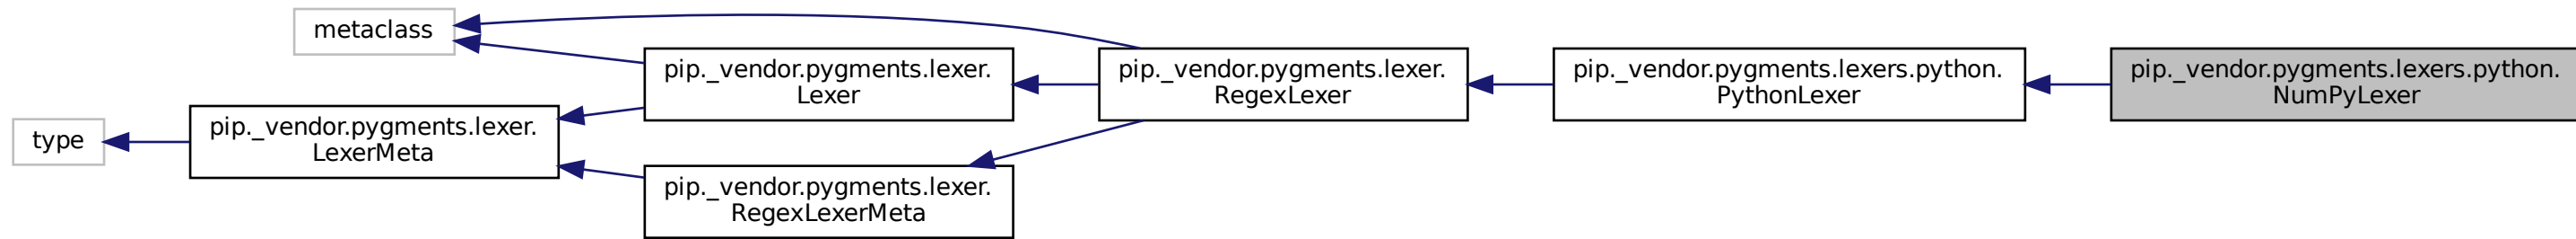 metaclass
type
pip._vendor.pygments.lexer.
LexerMeta
pip._vendor.pygments.lexer.
Lexer
pip._vendor.pygments.lexer.
RegexLexerMeta
pip._vendor.pygments.lexer.
RegexLexer
pip._vendor.pygments.lexers.python.
PythonLexer
pip._vendor.pygments.lexers.python.
NumPyLexer